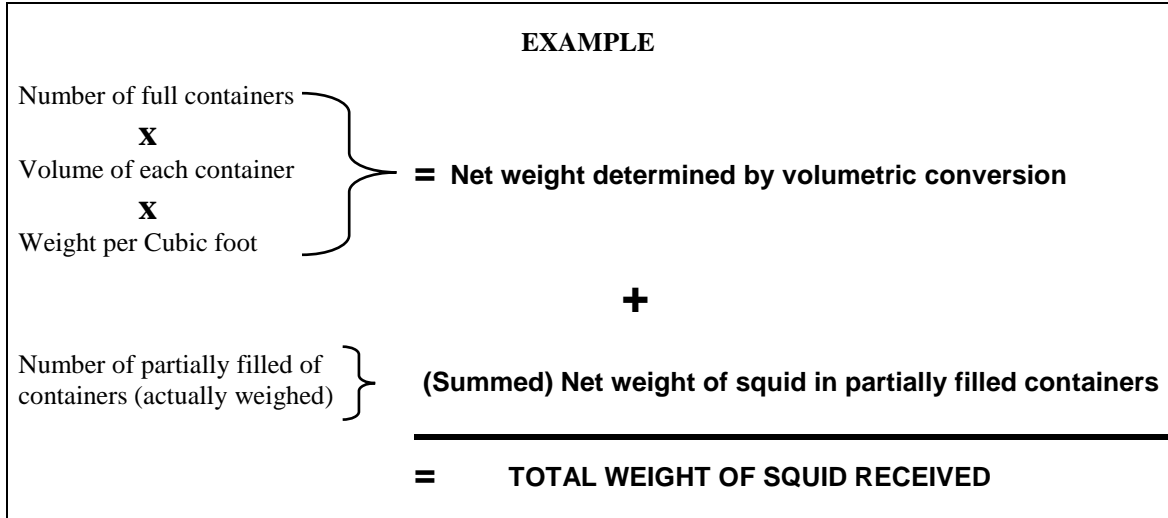 EXAMPLE
Number of full containers
x
Volume of each container
= Net weight determined by volumetric conversion
x
Weight per Cubic foot
+
Number of partially filled of
containers (actually weighed)
(Summed) Net weight of squid in partially filled containers
= TOTAL WEIGHT OF SQUID RECEIVED